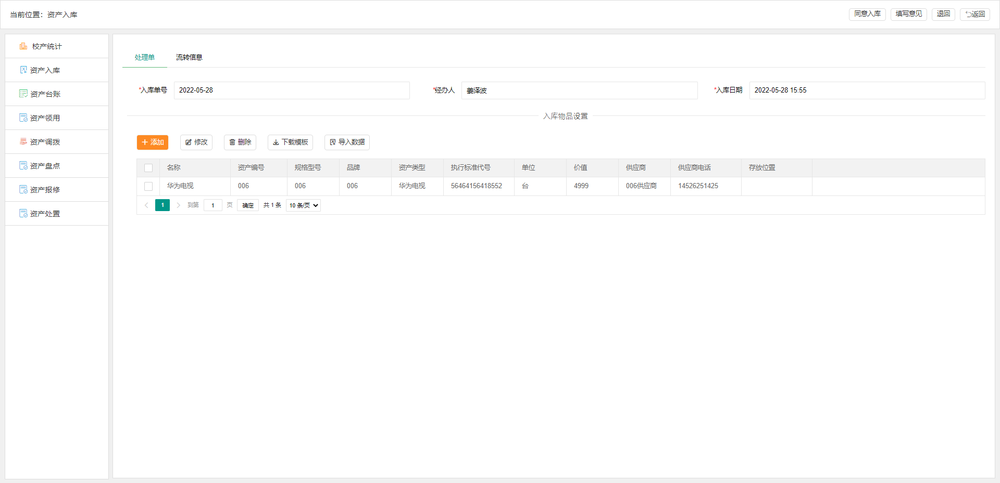 当前位置：资产入库
同意入库 填写意见 退回 返回
校产统计
资产入库
资产台账
资产领用
资产调拨
资产盘点
资产报修
资产处置
处理单 流转信息
*入库单号 2022-05-28 *经办人 姜泽波 *入库日期 2022-05-28 15:55
入库物品设置
添加 修改 删除 下载模板 导入数据
名称 资产编号 规格型号 品牌 资产类型 执行标准代号 单位 价值 供应商 供应商电话 存放位置
华为电视 006 006 006 华为电视 56464156418552 台 4999 006供应商 14526251425
1 到第 1 页 确定 共 1 条 10 条/页